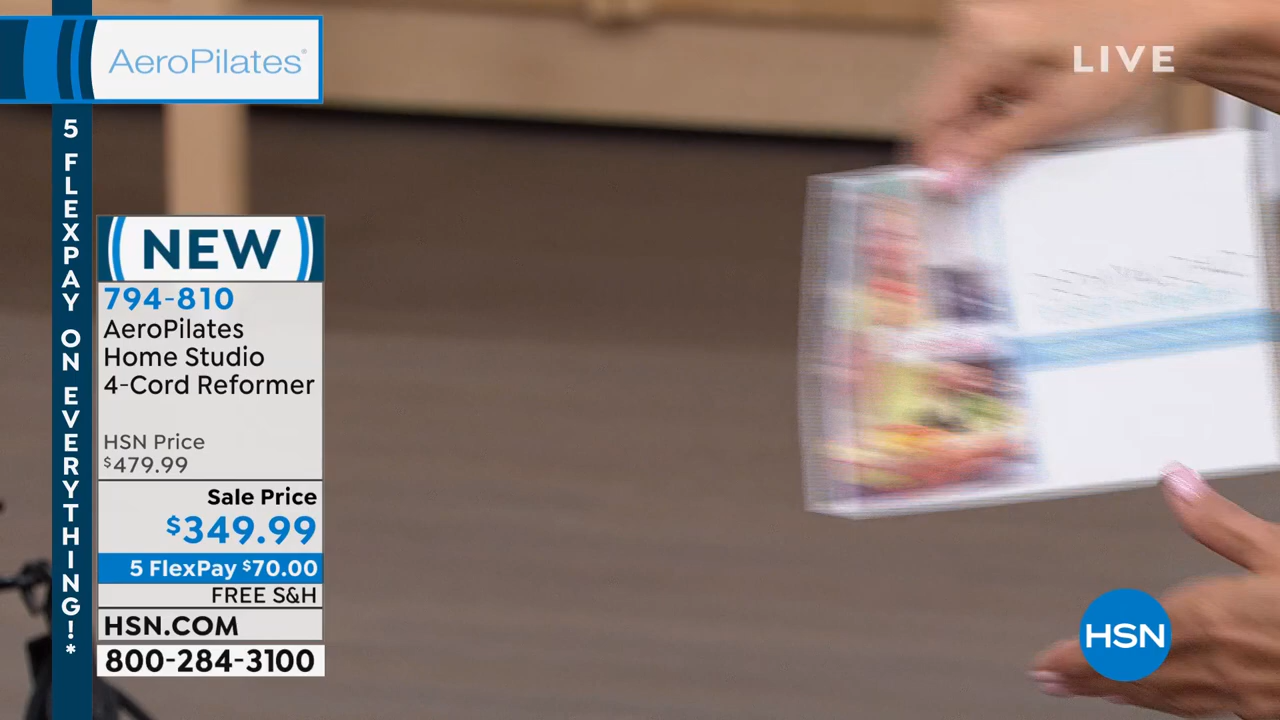 AeroPilates®
LIVE
5 FLEXPAY ON EVERYTHING!*
NEW
794-810
AeroPilates
Home Studio
4-Cord Reformer
HSN Price
$479.99
Sale Price
$349.99
5 FlexPay $70.00
FREE S&H
HSN.COM
800-284-3100
HSN